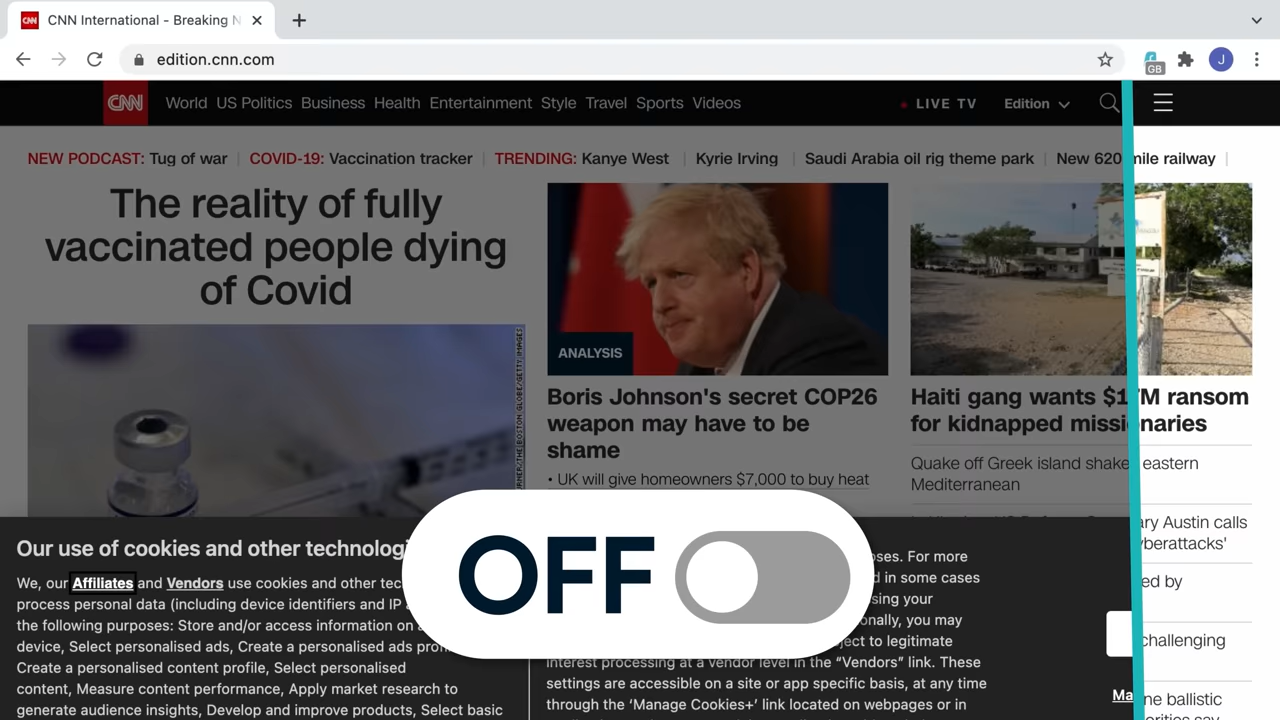 CNN CNN International - Breaking N
edition.cnn.com
GB
J
CNN World US Politics Business Health Entertainment Style Travel Sports Videos LIVE TV Edition
NEW PODCAST: Tug of war COVID-19: Vaccination tracker TRENDING: Kanye West Kyrie Irving Saudi Arabia oil rig theme park New 620 mile railway
The reality of fully
vaccinated people dying
of Covid
ANALYSIS
Boris Johnson's secret COP26
weapon may have to be
shame
• UK will give homeowners $7,000 to buy heat
Haiti gang wants $17M ransom
for kidnapped missionaries
Quake off Greek island shakes eastern
Mediterranean
ary Austin calls
yberattacks'
ed by
challenging
ne ballistic
OFF
Our use of cookies and other technologi
We, our Affiliates and Vendors use cookies and other tec
process personal data (including device identifiers and IP
the following purposes: Store and/or access information on
device, Select personalised ads, Create a personalised ads
Create a personalised content profile, Select personalised
content, Measure content performance, Apply market research to
generate audience insights, Develop and improve products, Select basic
oses. For more
d in some cases
sing your
onally, you may
ject to legitimate
interest processing at a vendor level in the “Vendors” link. These
settings are accessible on a site or app specific basis, at any time
through the ‘Manage Cookies+’ link located on webpages or in
Ma